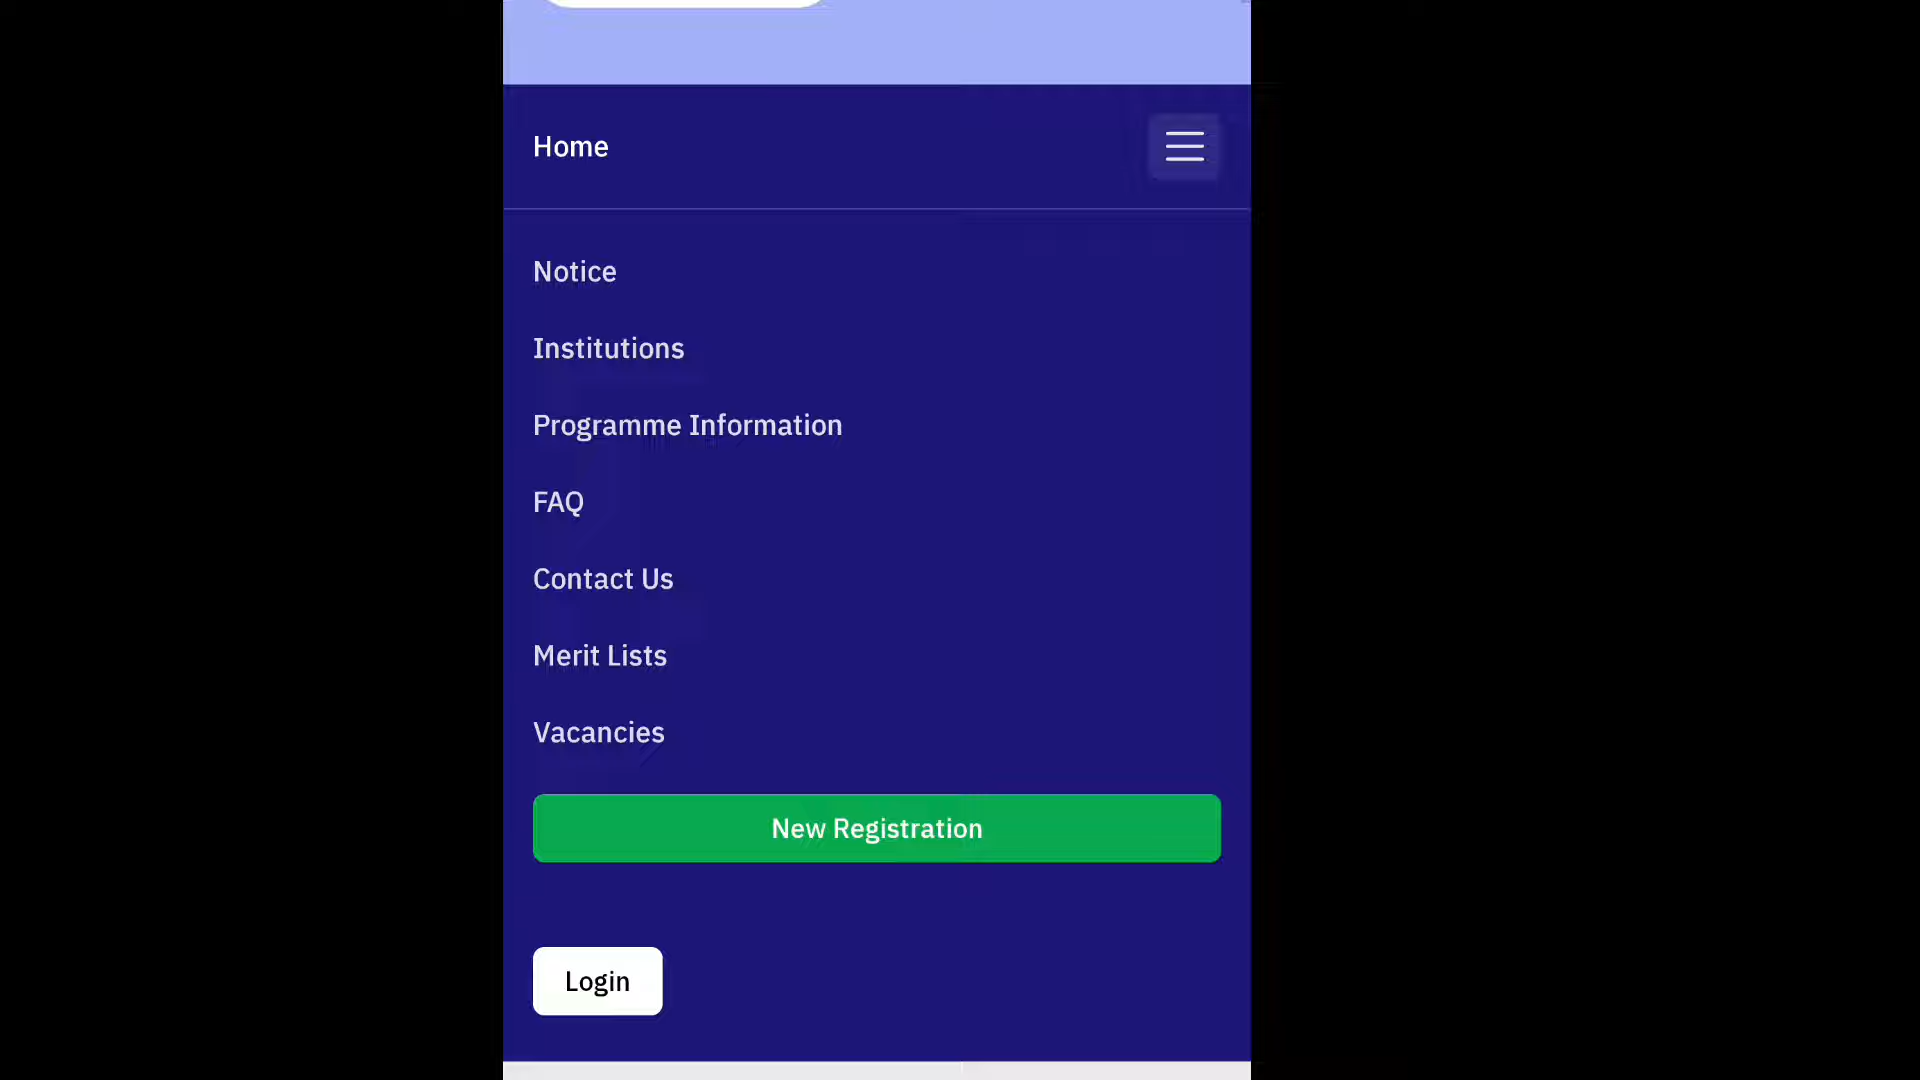 Home
Notice
Institutions
Programme Information
FAQ
Contact Us
Merit Lists
Vacancies
New Registration
Login